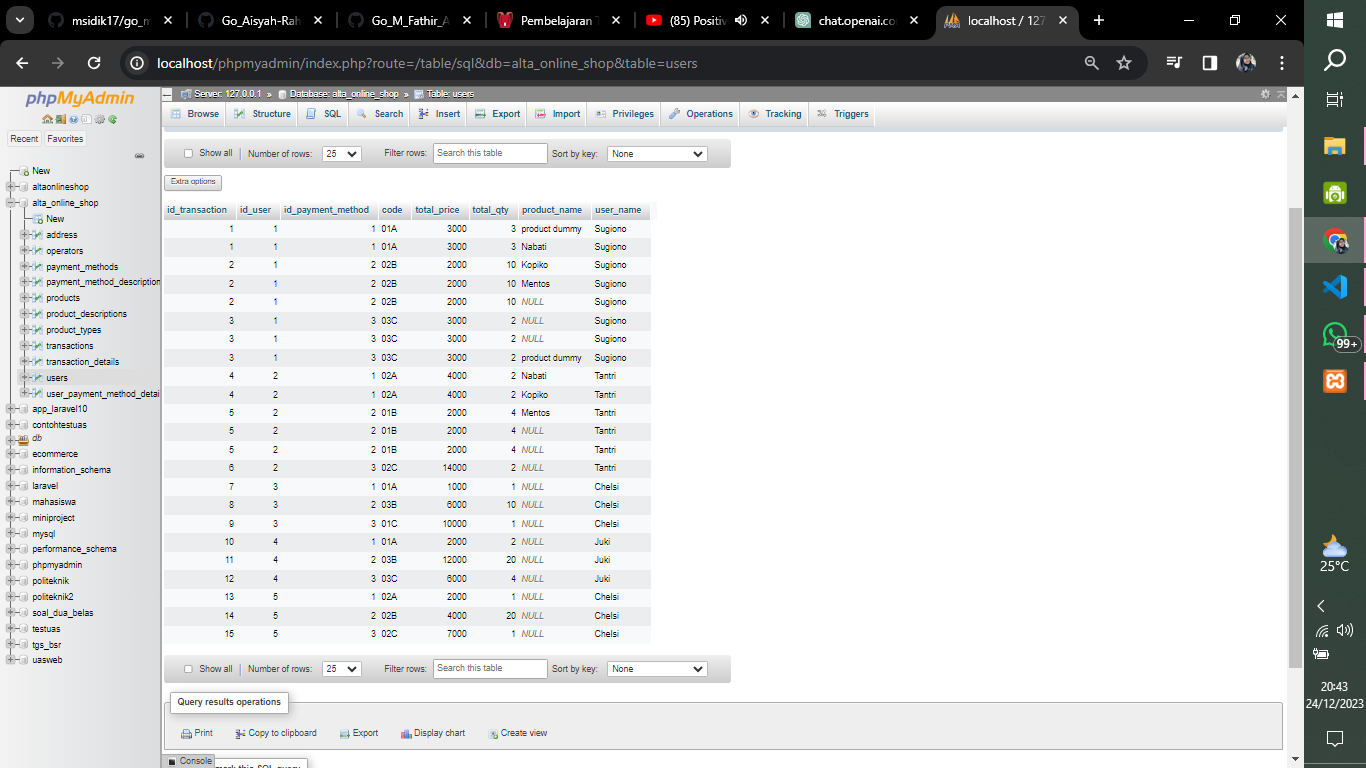 msidik17/go_m
Go_Aisyah-Rah
Go_M_Fathir_A
Pembelajaran T
(85) Positiv
chat.openai.co
localhost / 127
localhost/phpmyadmin/index.php?route=/table/sql&db=alta_online_shop&table=users
phpMyAdmin
Recent Favorites
New
altaonlineshop
alta_online_shop
New
address
operators
payment_methods
payment_method_description
products
product_descriptions
product_types
transactions
transaction_details
users
user_payment_method_detai
app_laravel10
contohtestuas
db
ecommerce
information_schema
laravel
mahasiswa
miniproject
mysql
performance_schema
phpmyadmin
politeknik
politeknik2
soal_dua_belas
testuas
tgs_bsr
uasweb
Server: 127.0.0.1 » Database: alta_online_shop » Table: users
Browse Structure SQL Search Insert Export Import Privileges Operations Tracking Triggers
Show all Number of rows: 25 Filter rows: Search this table Sort by key: None
Extra options
id_transaction id_user id_payment_method code total_price total_qty product_name user_name
1 1 1 01A 3000 3 product dummy Sugiono
1 1 1 01A 3000 3 Nabati Sugiono
2 1 2 02B 2000 10 Kopiko Sugiono
2 1 2 02B 2000 10 Mentos Sugiono
2 1 2 02B 2000 10 NULL Sugiono
3 1 3 03C 3000 2 NULL Sugiono
3 1 3 03C 3000 2 NULL Sugiono
3 1 3 03C 3000 2 product dummy Sugiono
4 2 1 02A 4000 2 Nabati Tantri
4 2 1 02A 4000 2 Kopiko Tantri
5 2 2 01B 2000 4 Mentos Tantri
5 2 2 01B 2000 4 NULL Tantri
5 2 2 01B 2000 4 NULL Tantri
6 2 3 02C 14000 2 NULL Tantri
7 3 1 01A 1000 1 NULL Chelsi
8 3 2 03B 6000 10 NULL Chelsi
9 3 3 01C 10000 1 NULL Chelsi
10 4 1 01A 2000 2 NULL Juki
11 4 2 03B 12000 20 NULL Juki
12 4 3 03C 6000 4 NULL Juki
13 5 1 02A 2000 1 NULL Chelsi
14 5 2 02B 4000 20 NULL Chelsi
15 5 3 02C 7000 1 NULL Chelsi
Show all Number of rows: 25 Filter rows: Search this table Sort by key: None
Query results operations
Print Copy to clipboard Export Display chart Create view
Console
mark this SQL query
99+
25°C
20:43
24/12/2023